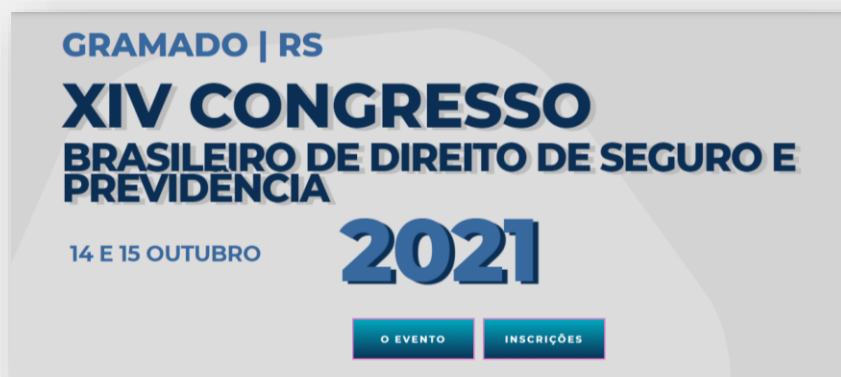 GRAMADO | RS
XIV CONGRESSO
BRASILEIRO DE DIREITO DE SEGURO E
PREVIDÊNCIA
2021
14 E 15 OUTUBRO
O EVENTO
INSCRIÇÕES